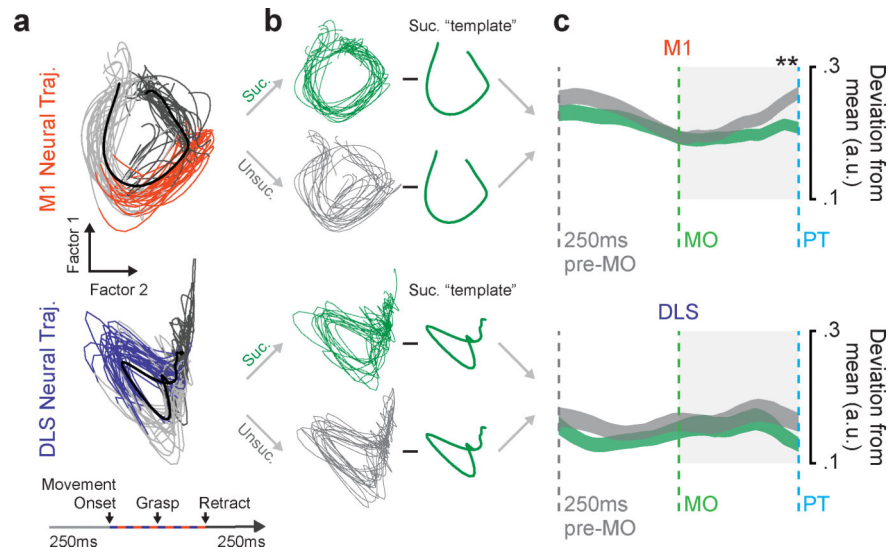 a
b
c
M1 Neural Traj.
Factor 1
Factor 2
Suc.
Unsuc.
Suc. “template”
M1
**
.3
.1
Deviation from
mean (a.u.)
250ms
pre-MO
MO
PT
DLS Neural Traj.
Suc.
Unsuc.
Suc. “template”
DLS
.3
.1
Deviation from
mean (a.u.)
250ms
pre-MO
MO
PT
Movement
Onset
Grasp
Retract
250ms
250ms